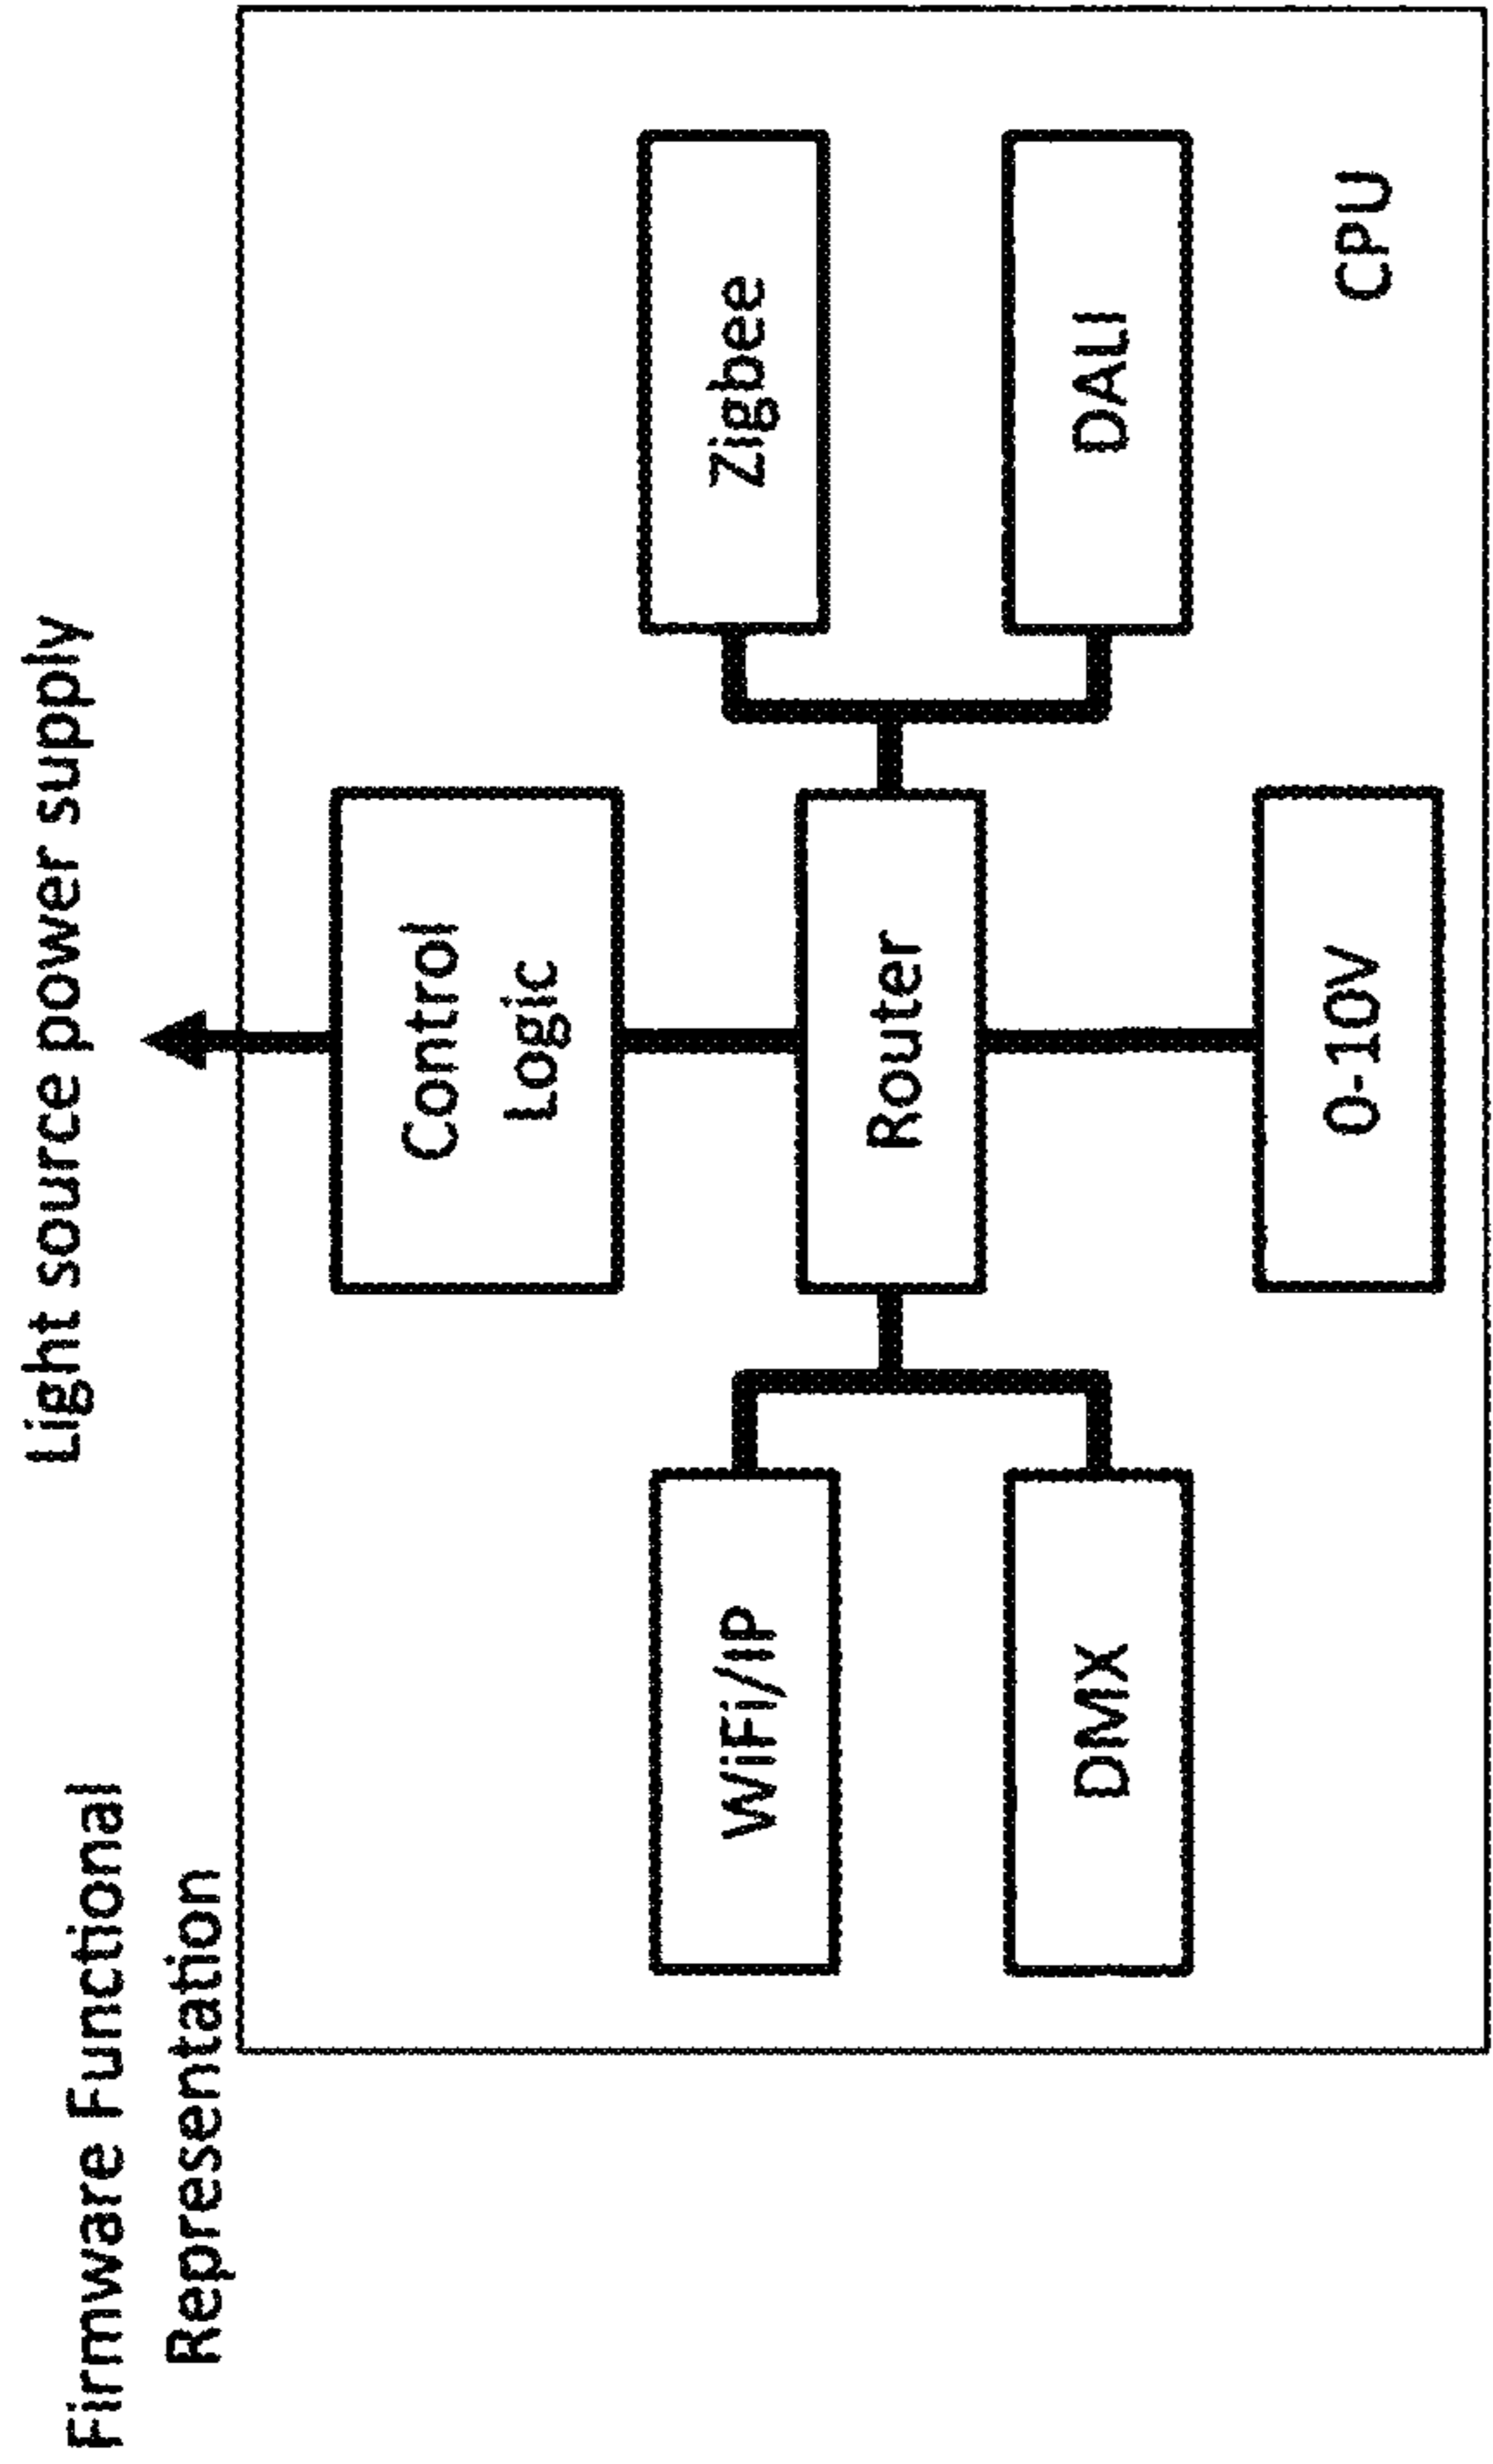 Firmware Functional
Representation
Light source power supply
Control
Logic
WiFi/IP
Router
Zigbee
DMX
DALI
0-10V
CPU